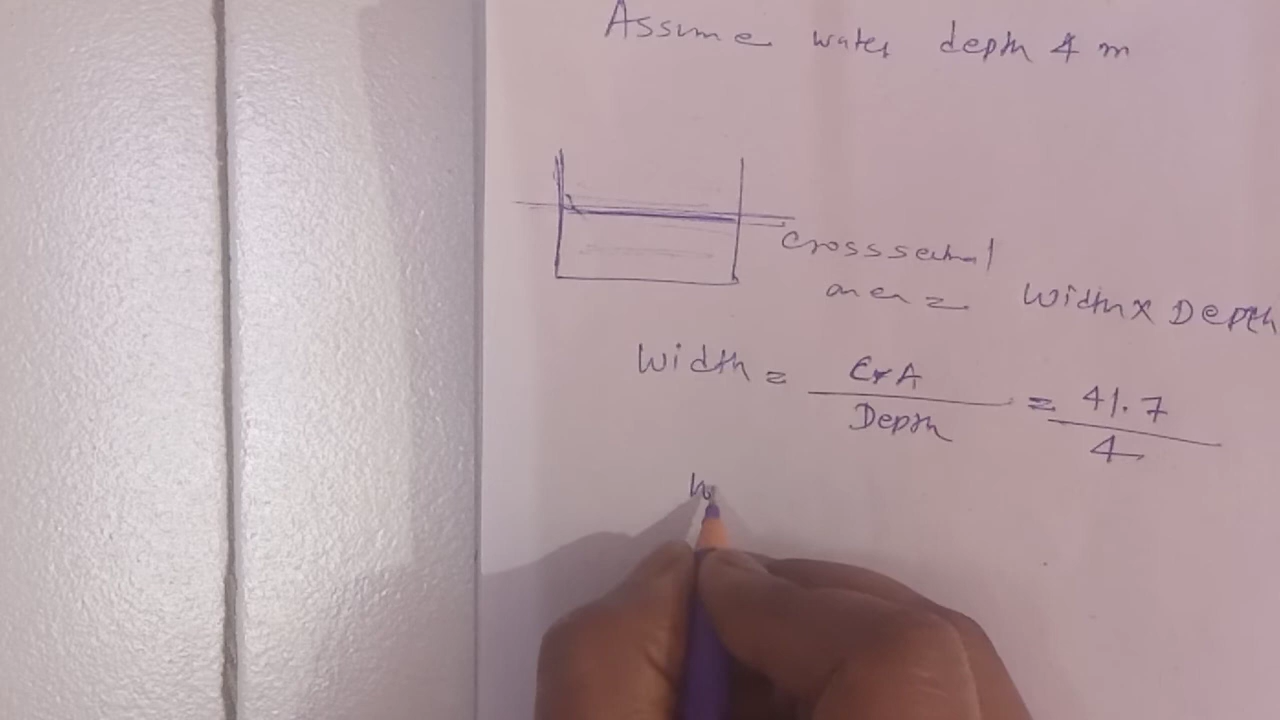 Assume water depth 4 m
Crosssectional
area = Width x Depth
Width = CrA / Depth = 41.7 / 4
W